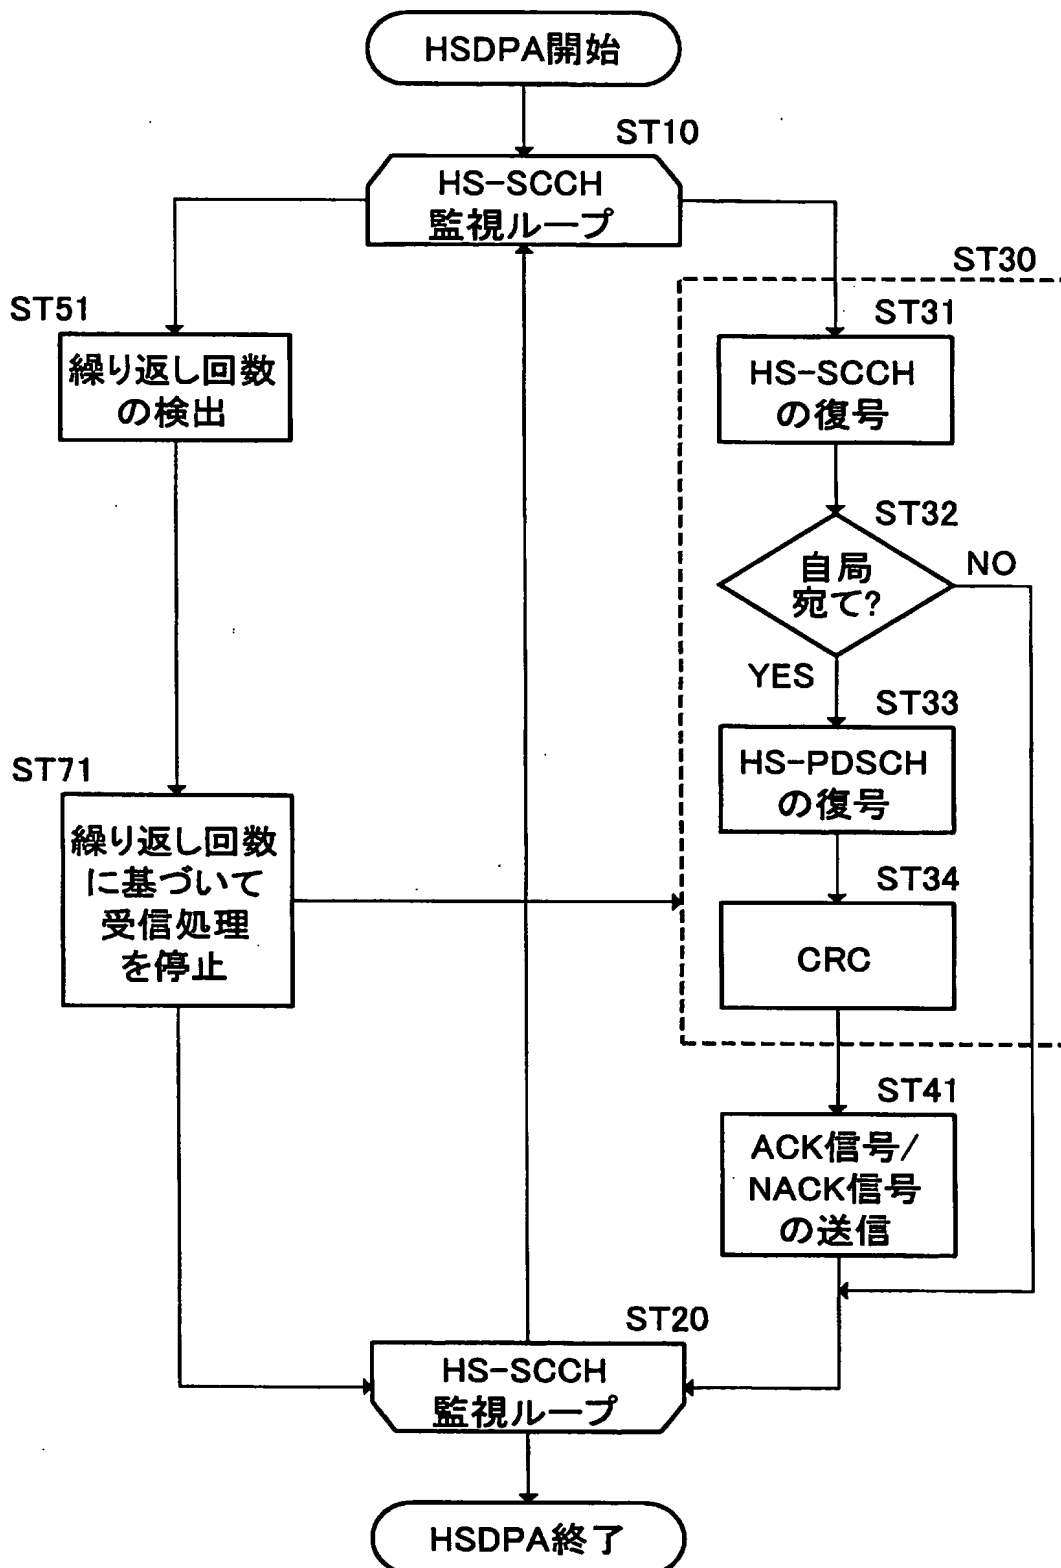 HSDPA開始
ST10
HS-SCCH
監視ループ
ST30
ST51
繰り返し回数
の検出
ST31
HS-SCCH
の復号
ST32
自局
宛て?
NO
YES
ST33
HS-PDSCH
の復号
ST71
繰り返し回数
に基づいて
受信処理
を停止
ST34
CRC
ST41
ACK信号/
NACK信号
の送信
ST20
HS-SCCH
監視ループ
HSDPA終了